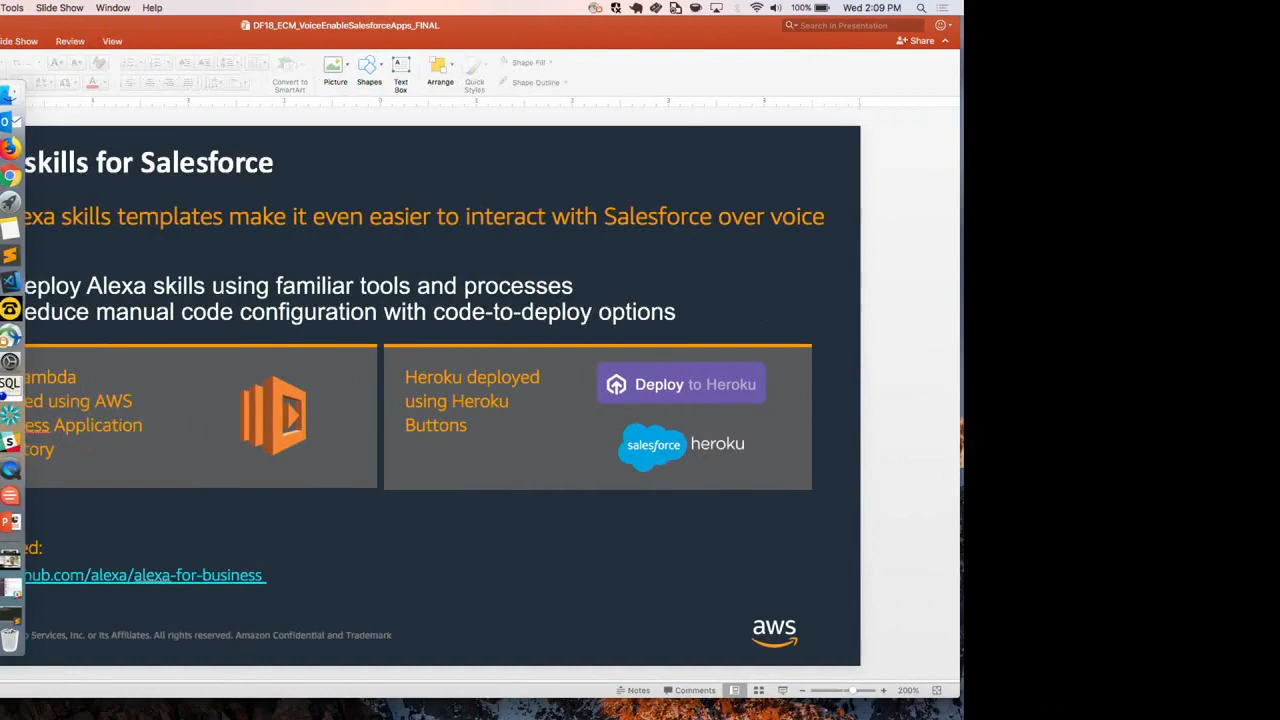 Tools Slide Show Window Help 100% Wed 2:09 PM
DF18_ECM_VoiceEnableSalesforceApps_FINAL
Search in Presentation
Review View
Share
Convert to SmartArt
Picture
Shapes
Text Box
Arrange
Quick Styles
Shape Fill
Shape Outline
skills for Salesforce
exa skills templates make it even easier to interact with Salesforce over voice
eploy Alexa skills using familiar tools and processes
educe manual code configuration with code-to-deploy options
ambda
ed using AWS
ess Application
tory
Heroku deployed
using Heroku
Buttons
Deploy to Heroku
salesforce heroku
ed:
hub.com/alexa/alexa-for-business
Services, Inc. or Its Affiliates. All rights reserved. Amazon Confidential and Trademark
aws
Notes Comments 200%